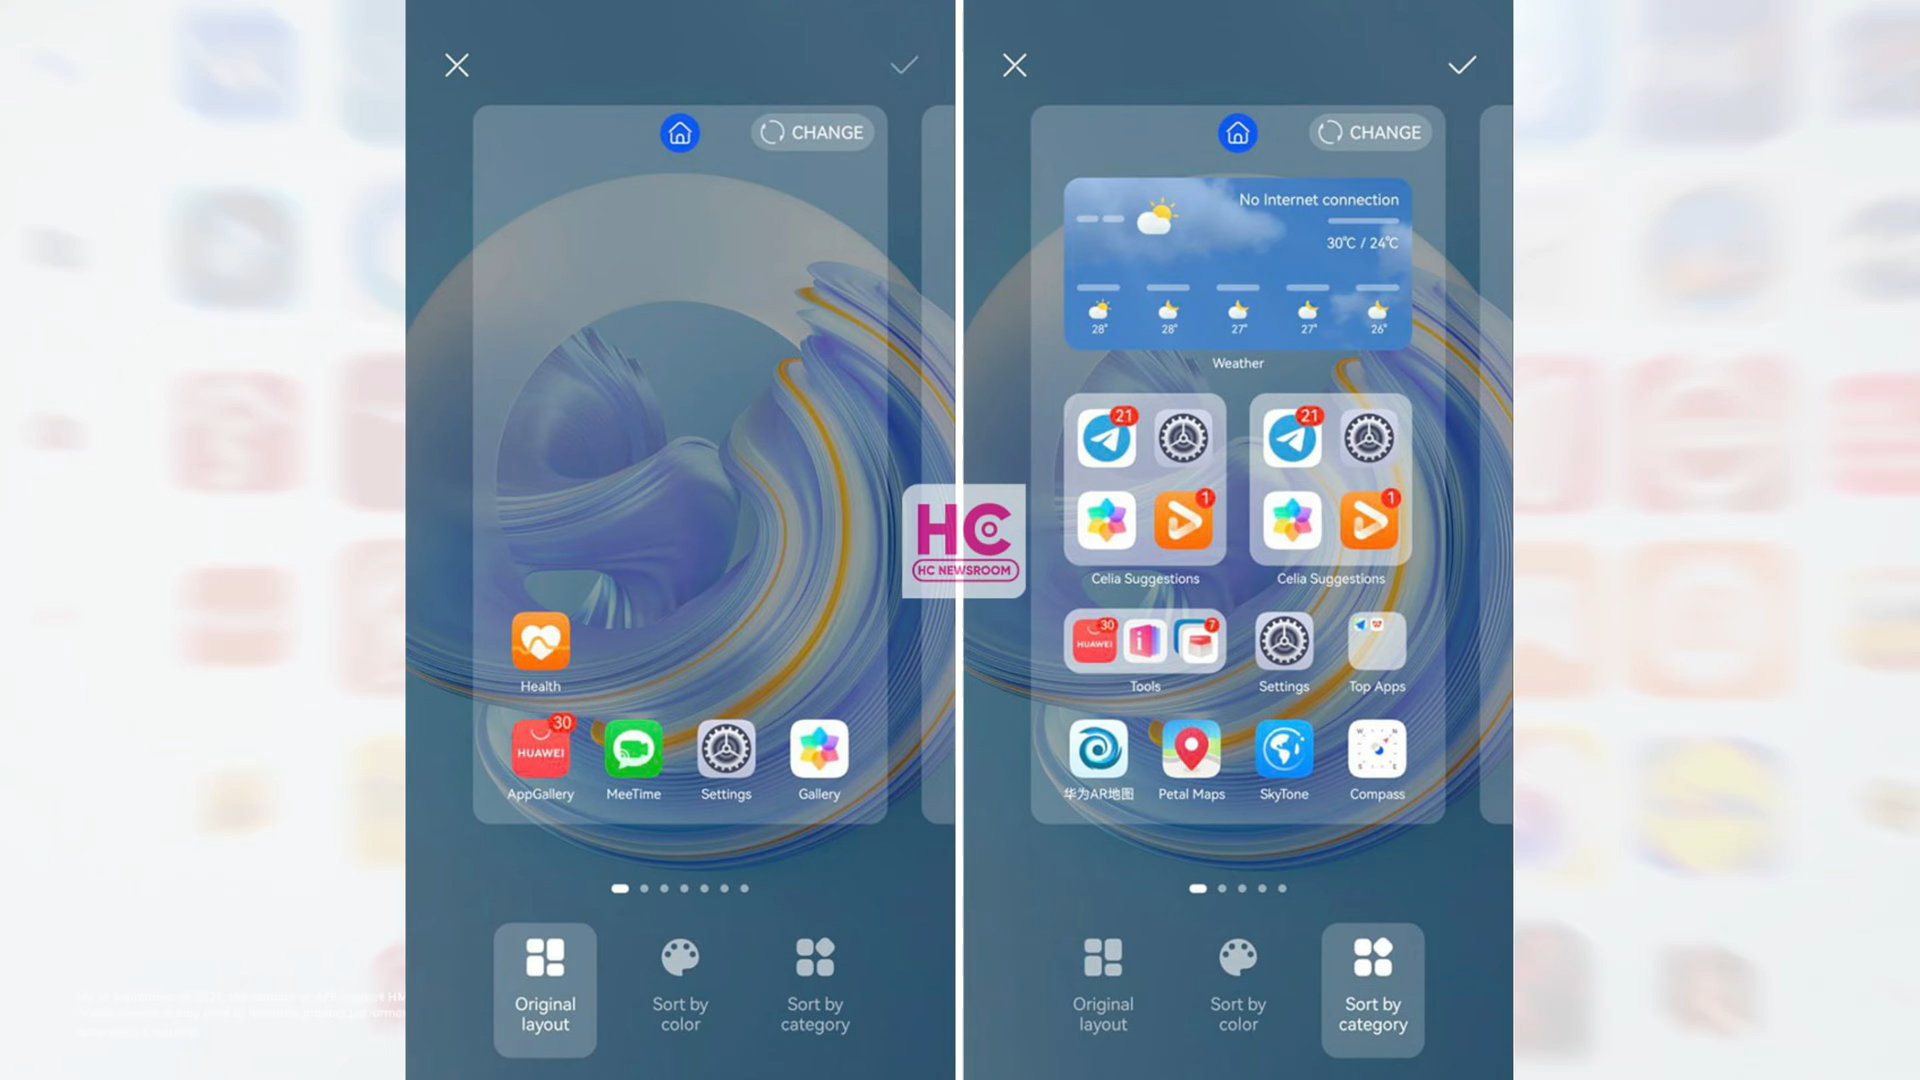 CHANGE
Health
30
HUAWEI
AppGallery
MeeTime
Settings
Gallery
Original
layout
Sort by
color
Sort by
category
HC
HC NEWSROOM
CHANGE
No Internet connection
30℃ / 24℃
28°
28°
27°
27°
26°
Weather
21
21
1
1
Celia Suggestions
Celia Suggestions
30
HUAWEI
i
7
Tools
Settings
Top Apps
W
N
S
E
华为AR地图
Petal Maps
SkyTone
Compass
Original
layout
Sort by
color
Sort by
category